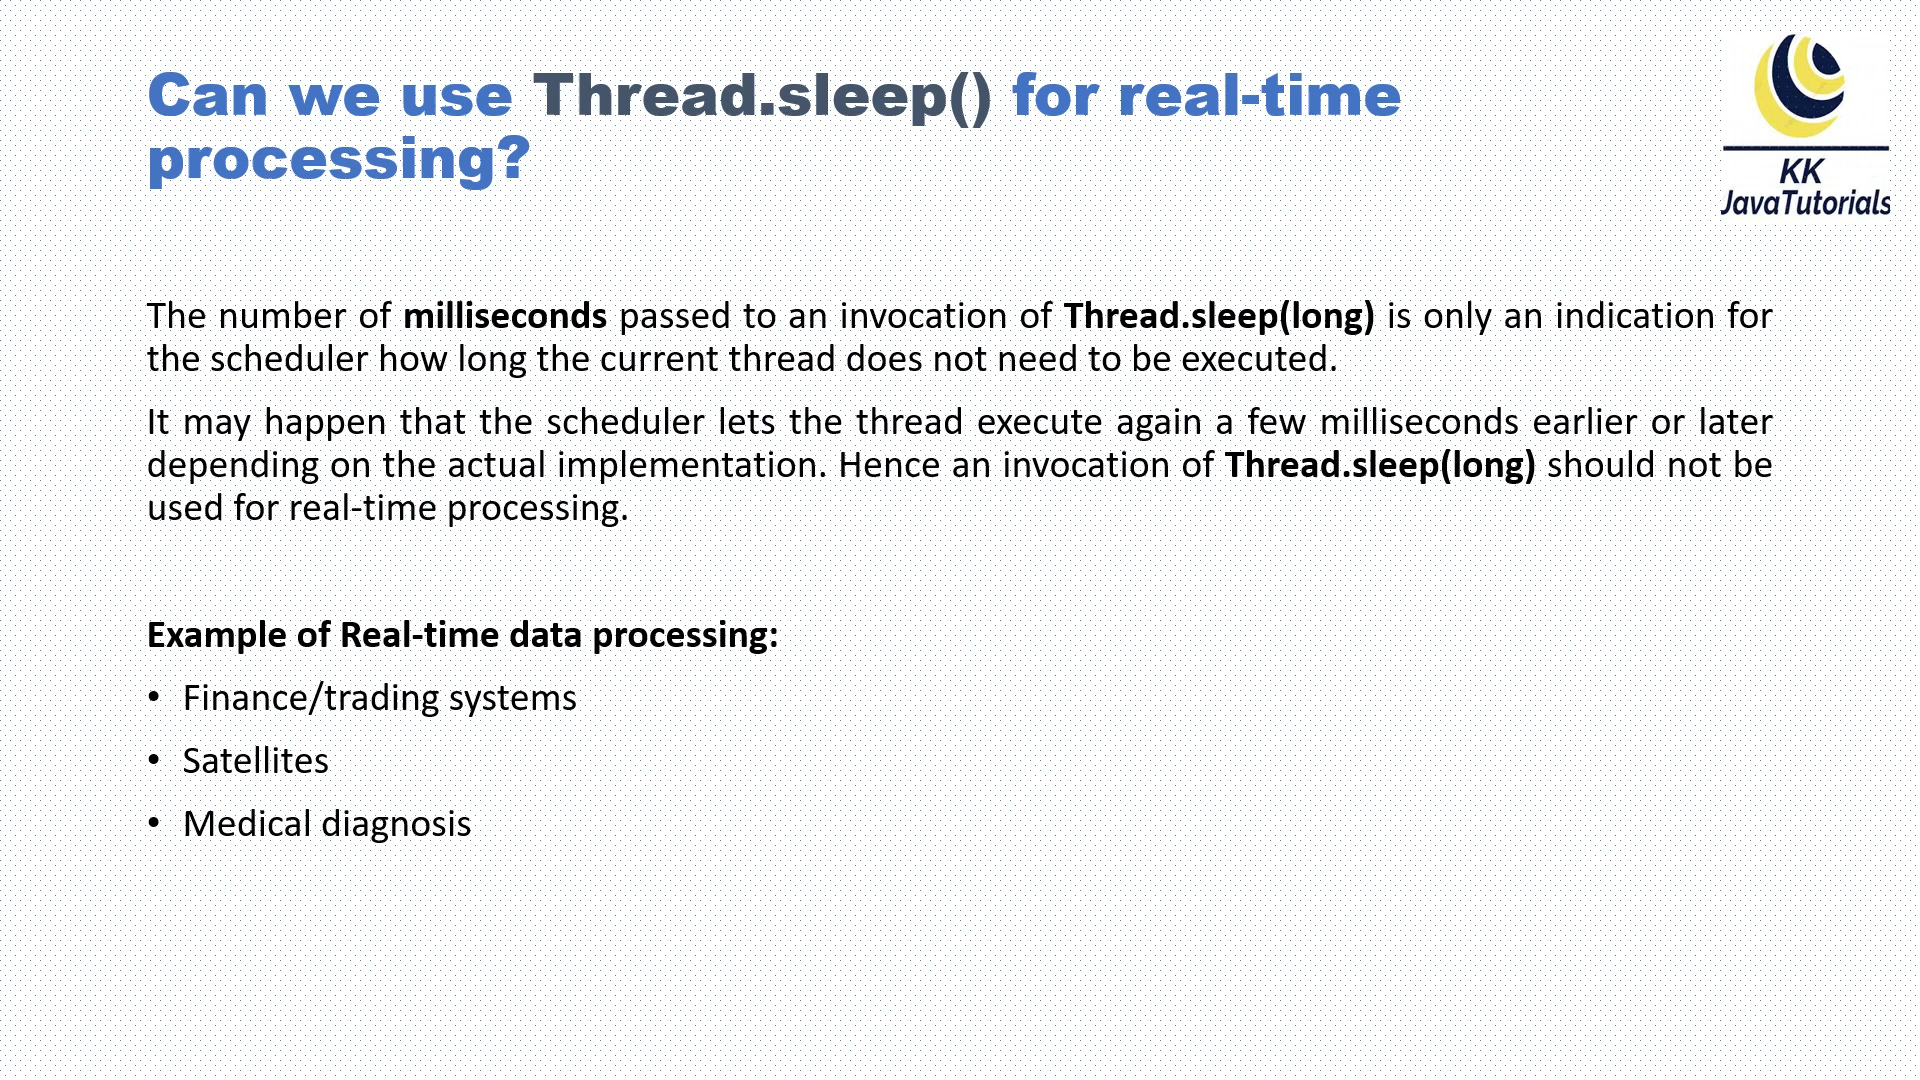 Can we use Thread.sleep() for real-time
processing?
KK
JavaTutorials
The number of milliseconds passed to an invocation of Thread.sleep(long) is only an indication for
the scheduler how long the current thread does not need to be executed.
It may happen that the scheduler lets the thread execute again a few milliseconds earlier or later
depending on the actual implementation. Hence an invocation of Thread.sleep(long) should not be
used for real-time processing.
Example of Real-time data processing:
• Finance/trading systems
• Satellites
• Medical diagnosis